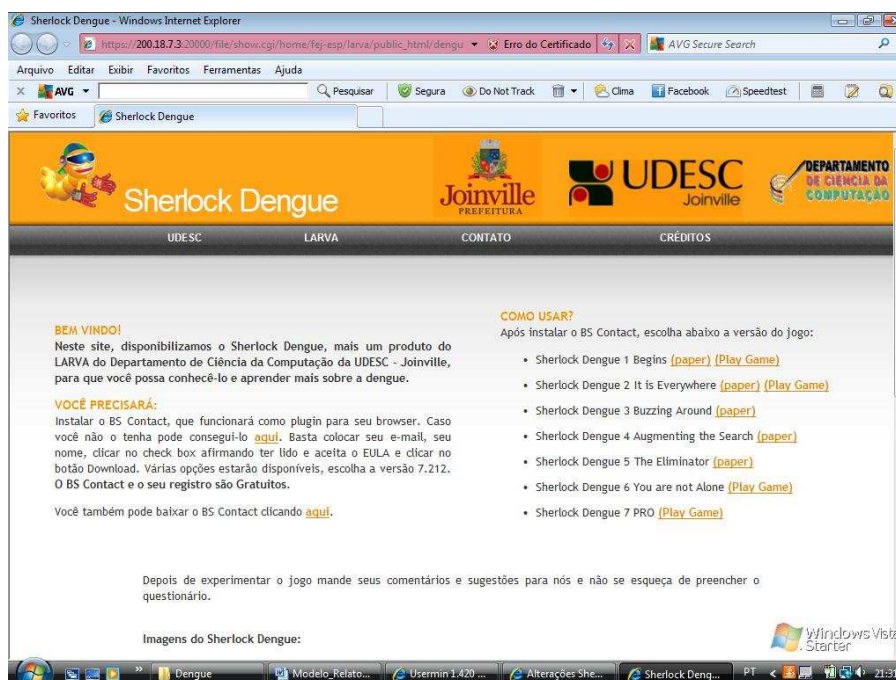 Sherlock Dengue - Windows Internet Explorer
https://200.18.7.3:20000/file/show.cgi/home/fej-esp/larva/public_html/dengu Erro do Certificado AVG Secure Search
Arquivo Editar Exibir Favoritos Ferramentas Ajuda
x AVG Pesquisar Segura Do Not Track Clima Facebook Speedtest
Favoritos Sherlock Dengue
Sherlock Dengue
Joinville
PREFEITURA
UDESC
Joinville
DEPARTAMENTO
DE CIÊNCIA DA
COMPUTAÇÃO
UDESC LARVA CONTATO CRÉDITOS
BEM VINDO!
Neste site, disponibilizamos o Sherlock Dengue, mais um produto do
LARVA do Departamento de Ciência da Computação da UDESC - Joinville,
para que você possa conhecê-lo e aprender mais sobre a dengue.
VOCÊ PRECISARÁ:
Instalar o BS Contact, que funcionará como plugin para seu browser. Caso
você não o tenha pode consegui-lo aqui. Basta colocar seu e-mail, seu
nome, clicar no check box afirmando ter lido e aceita o EULA e clicar no
botão Download. Várias opções estarão disponíveis, escolha a versão 7.212.
O BS Contact e o seu registro são Gratuitos.
Você também pode baixar o BS Contact clicando aqui.
COMO USAR?
Após instalar o BS Contact, escolha abaixo a versão do jogo:
• Sherlock Dengue 1 Begins (paper) (Play Game)
• Sherlock Dengue 2 It is Everywhere (paper) (Play Game)
• Sherlock Dengue 3 Buzzing Around (paper)
• Sherlock Dengue 4 Augmenting the Search (paper)
• Sherlock Dengue 5 The Eliminator (paper)
• Sherlock Dengue 6 You are not Alone (Play Game)
• Sherlock Dengue 7 PRO (Play Game)
Depois de experimentar o jogo mande seus comentários e sugestões para nós e não se esqueça de preencher o
questionário.
Imagens do Sherlock Dengue:
Windows Vista
Starter
Dengue Modelo_Relato... Usermin 1.420 ... Alterações She... Sherlock Deng... PT 21:31